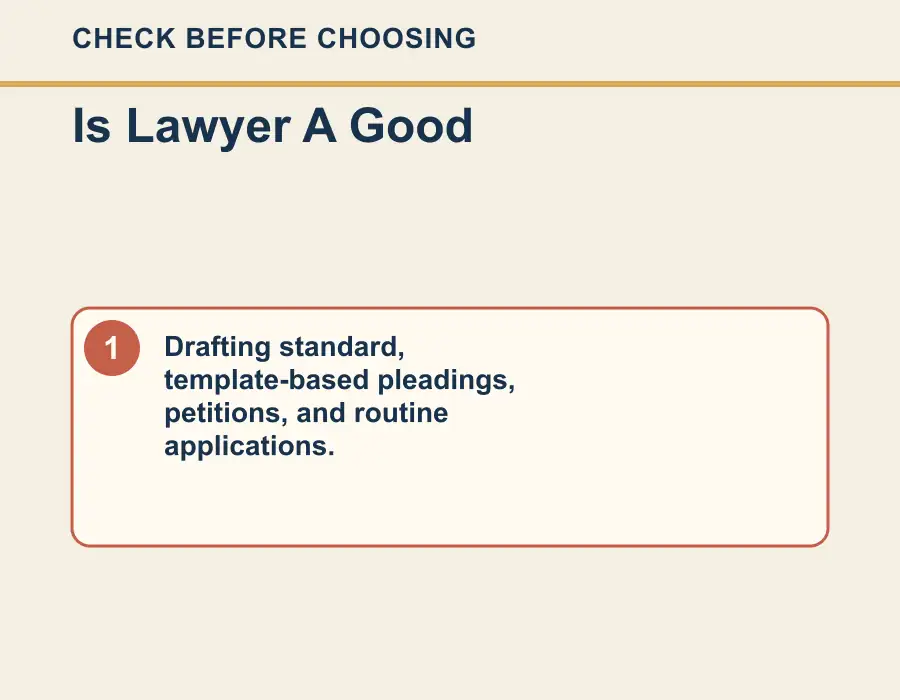 CHECK BEFORE CHOOSING
Is Lawyer A Good
1
Drafting standard,
template-based pleadings,
petitions, and routine
applications.